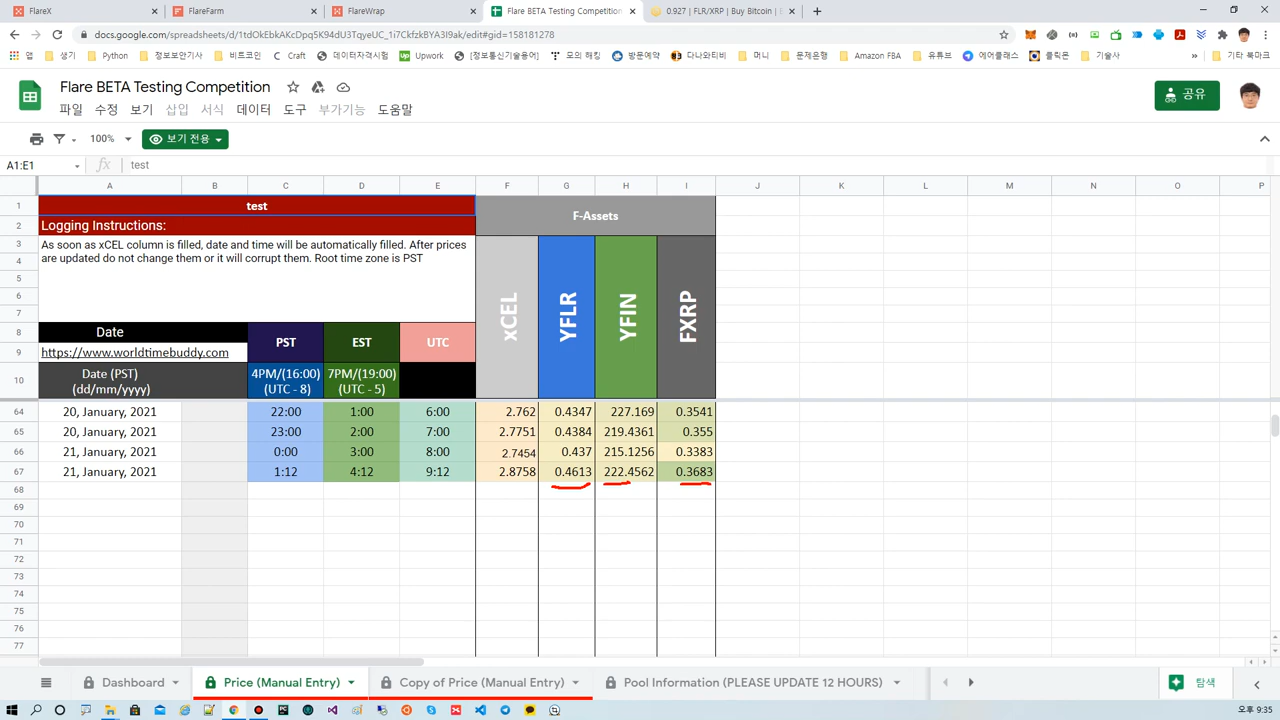 FlareX
FlareFarm
FlareWrap
Flare BETA Testing Competition
0.927 | FLR/XRP | Buy Bitcoin | E
앱
생기
Python
정보보안기사
비트코인
Craft
데이터자격시험
Upwork
[정보통신기술용어]
모의 해킹
방문예약
다나와티비
머니
문제은행
Amazon FBA
유튜브
에어클래스
클릭온
기술사
기타 북마크
Flare BETA Testing Competition
파일 수정 보기 삽입 서식 데이터 도구 부가기능 도움말
공유
100%
보기 전용
A1:E1
fx test
A B C D E F G H I J K L M N O P
1 test
F-Assets
2 Logging Instructions:
3 As soon as xCEL column is filled, date and time will be automatically filled. After prices
4 are updated do not change them or it will corrupt them. Root time zone is PST
5
6
7
xCEL YFLR YFIN FXRP
8 Date
PST EST UTC
9 https://www.worldtimebuddy.com
10 Date (PST)
(dd/mm/yyyy)
4PM/(16:00)
(UTC - 8)
7PM/(19:00)
(UTC - 5)
64 20, January, 2021 22:00 1:00 6:00 2.762 0.4347 227.169 0.3541
65 20, January, 2021 23:00 2:00 7:00 2.7751 0.4384 219.4361 0.355
66 21, January, 2021 0:00 3:00 8:00 2.7454 0.437 215.1256 0.3383
67 21, January, 2021 1:12 4:12 9:12 2.8758 0.4613 222.4562 0.3683
68
69
70
71
72
73
74
75
76
77
Dashboard
Price (Manual Entry)
Copy of Price (Manual Entry)
Pool Information (PLEASE UPDATE 12 HOURS)
탐색
오후 9:35